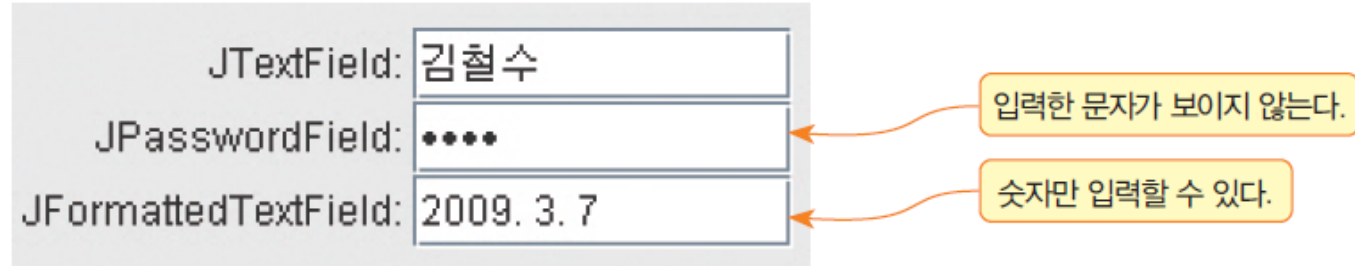 JTextField: 김철수
JPasswordField: ••••
입력한 문자가 보이지 않는다.
JFormattedTextField: 2009. 3. 7
숫자만 입력할 수 있다.